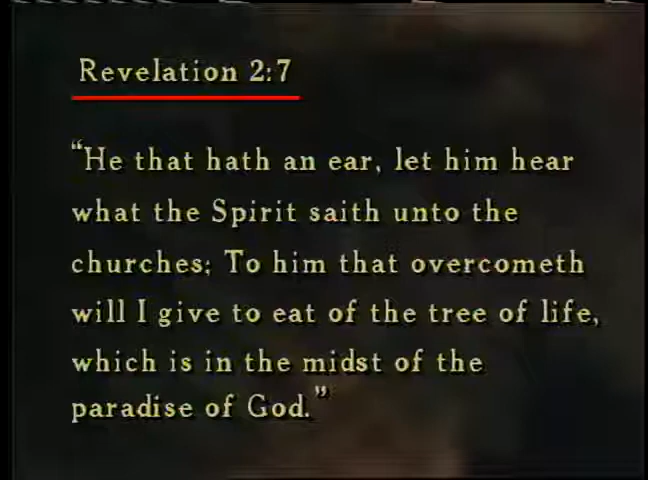 Revelation 2:7
“He that hath an ear, let him hear
what the Spirit saith unto the
churches; To him that overcometh
will I give to eat of the tree of life,
which is in the midst of the
paradise of God.”